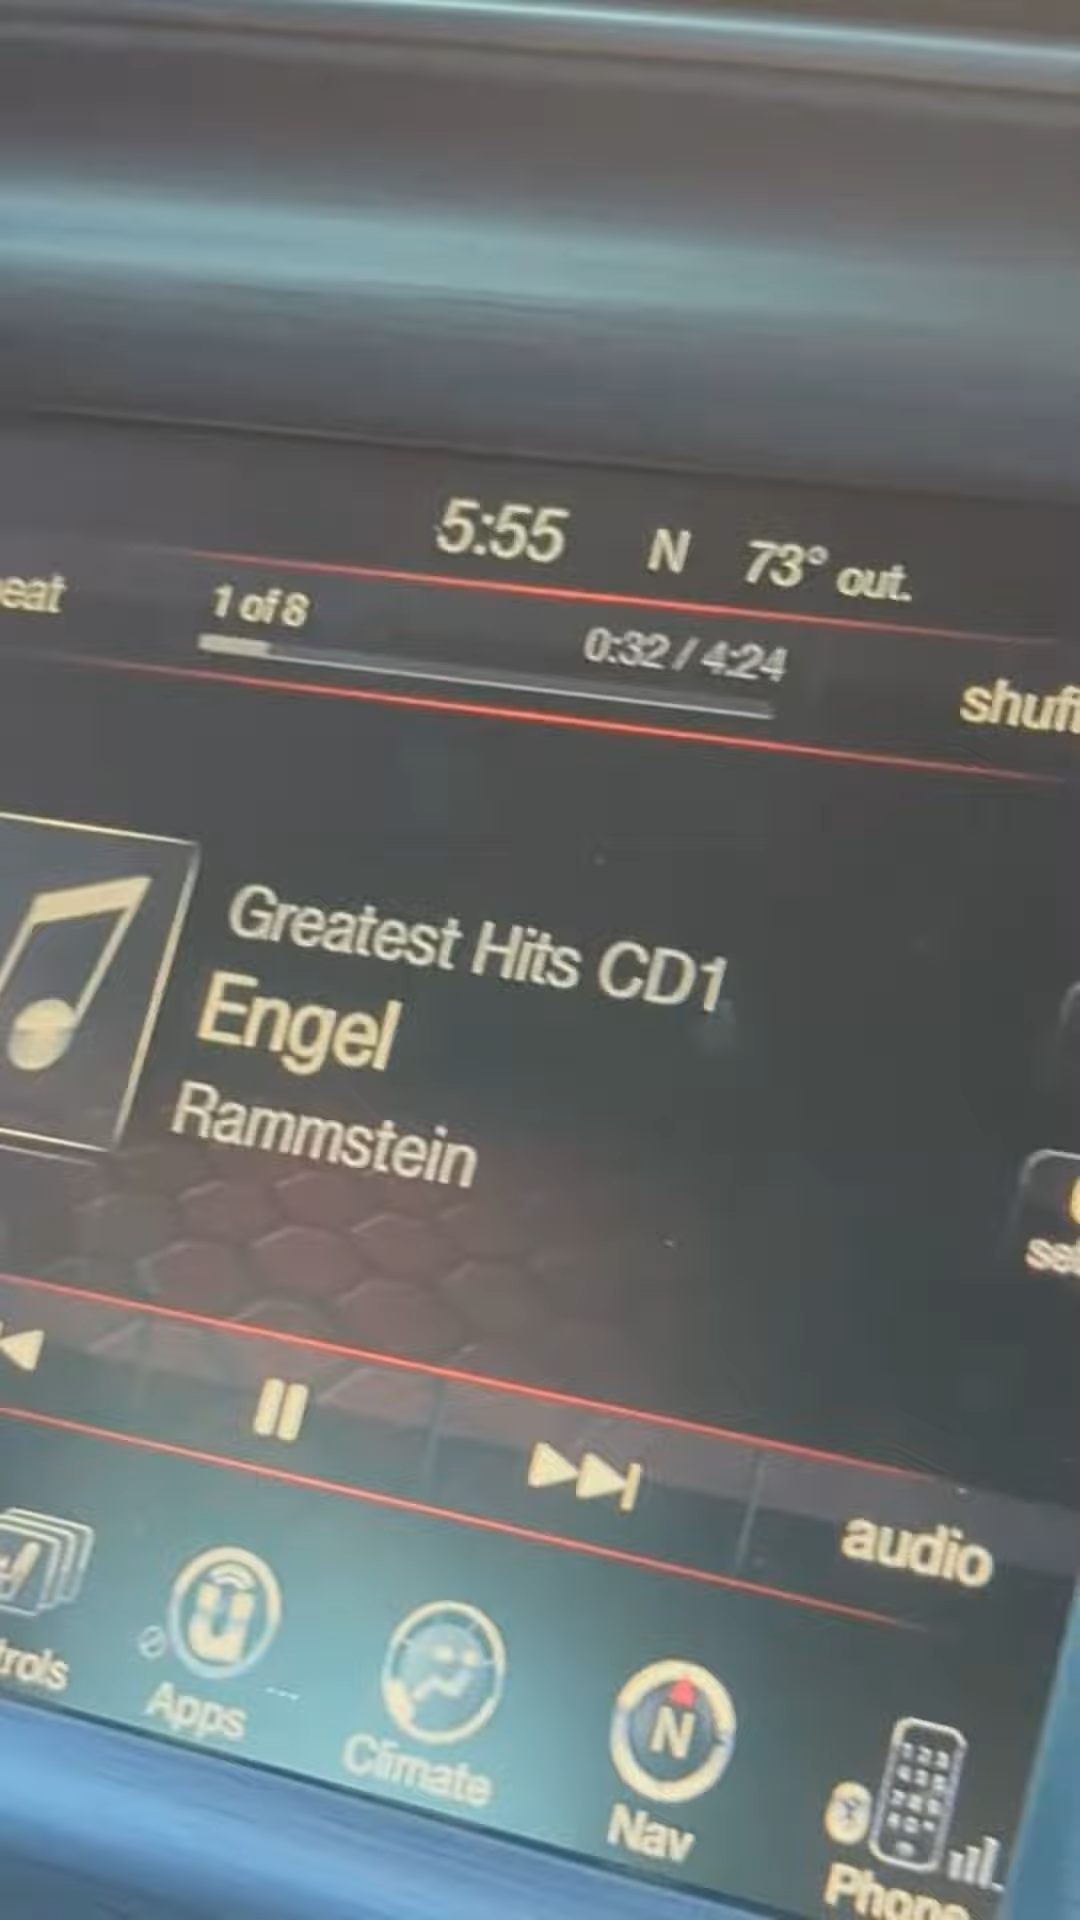 5:55 N 73° out.
eat 1 of 8 0:32 / 4:24 shuff
Greatest Hits CD1
Engel
Rammstein
audio
trols Apps Climate Nav Phone
N